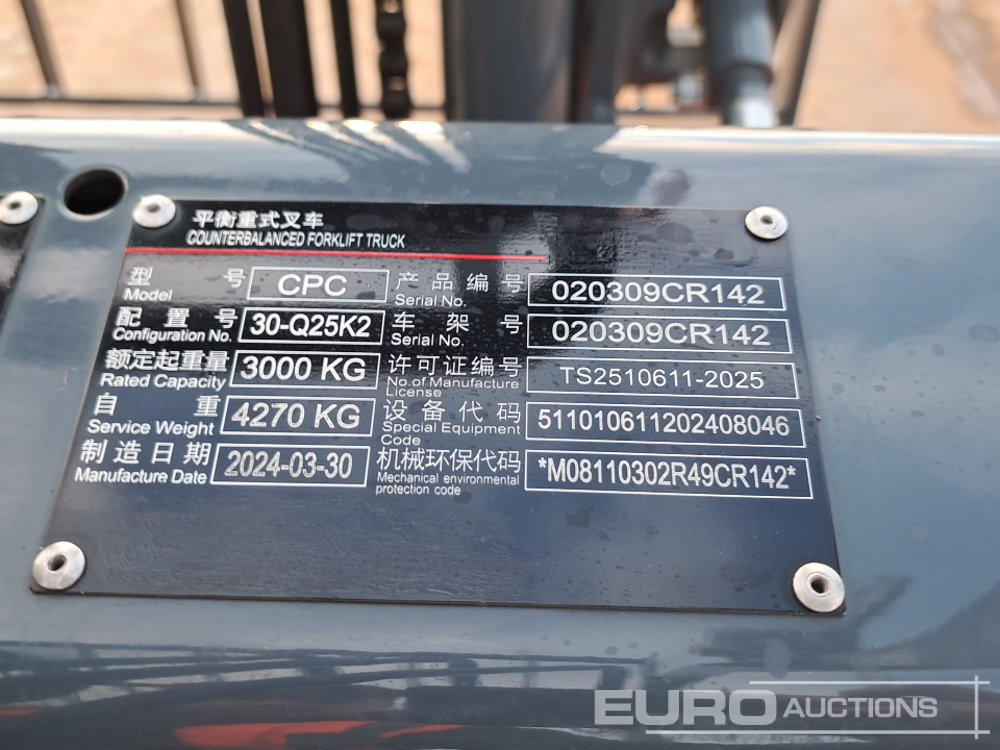 平衡重式叉车
COUNTERBALANCED FORKLIFT TRUCK
型 号 CPC 产品编号 020309CR142
Model Serial No.
配置号 30-Q25K2 车架号 020309CR142
Configuration No. Serial No.
额定起重量 3000 KG 许可证编号 TS2510611-2025
Rated Capacity No.of Manufacture License
自 重 4270 KG 设备代码 511010611202408046
Service Weight Special Equipment Code
制造日期 2024-03-30 机械环保代码 *M08110302R49CR142*
Manufacture Date Mechanical environmental protection code
EURO AUCTIONS